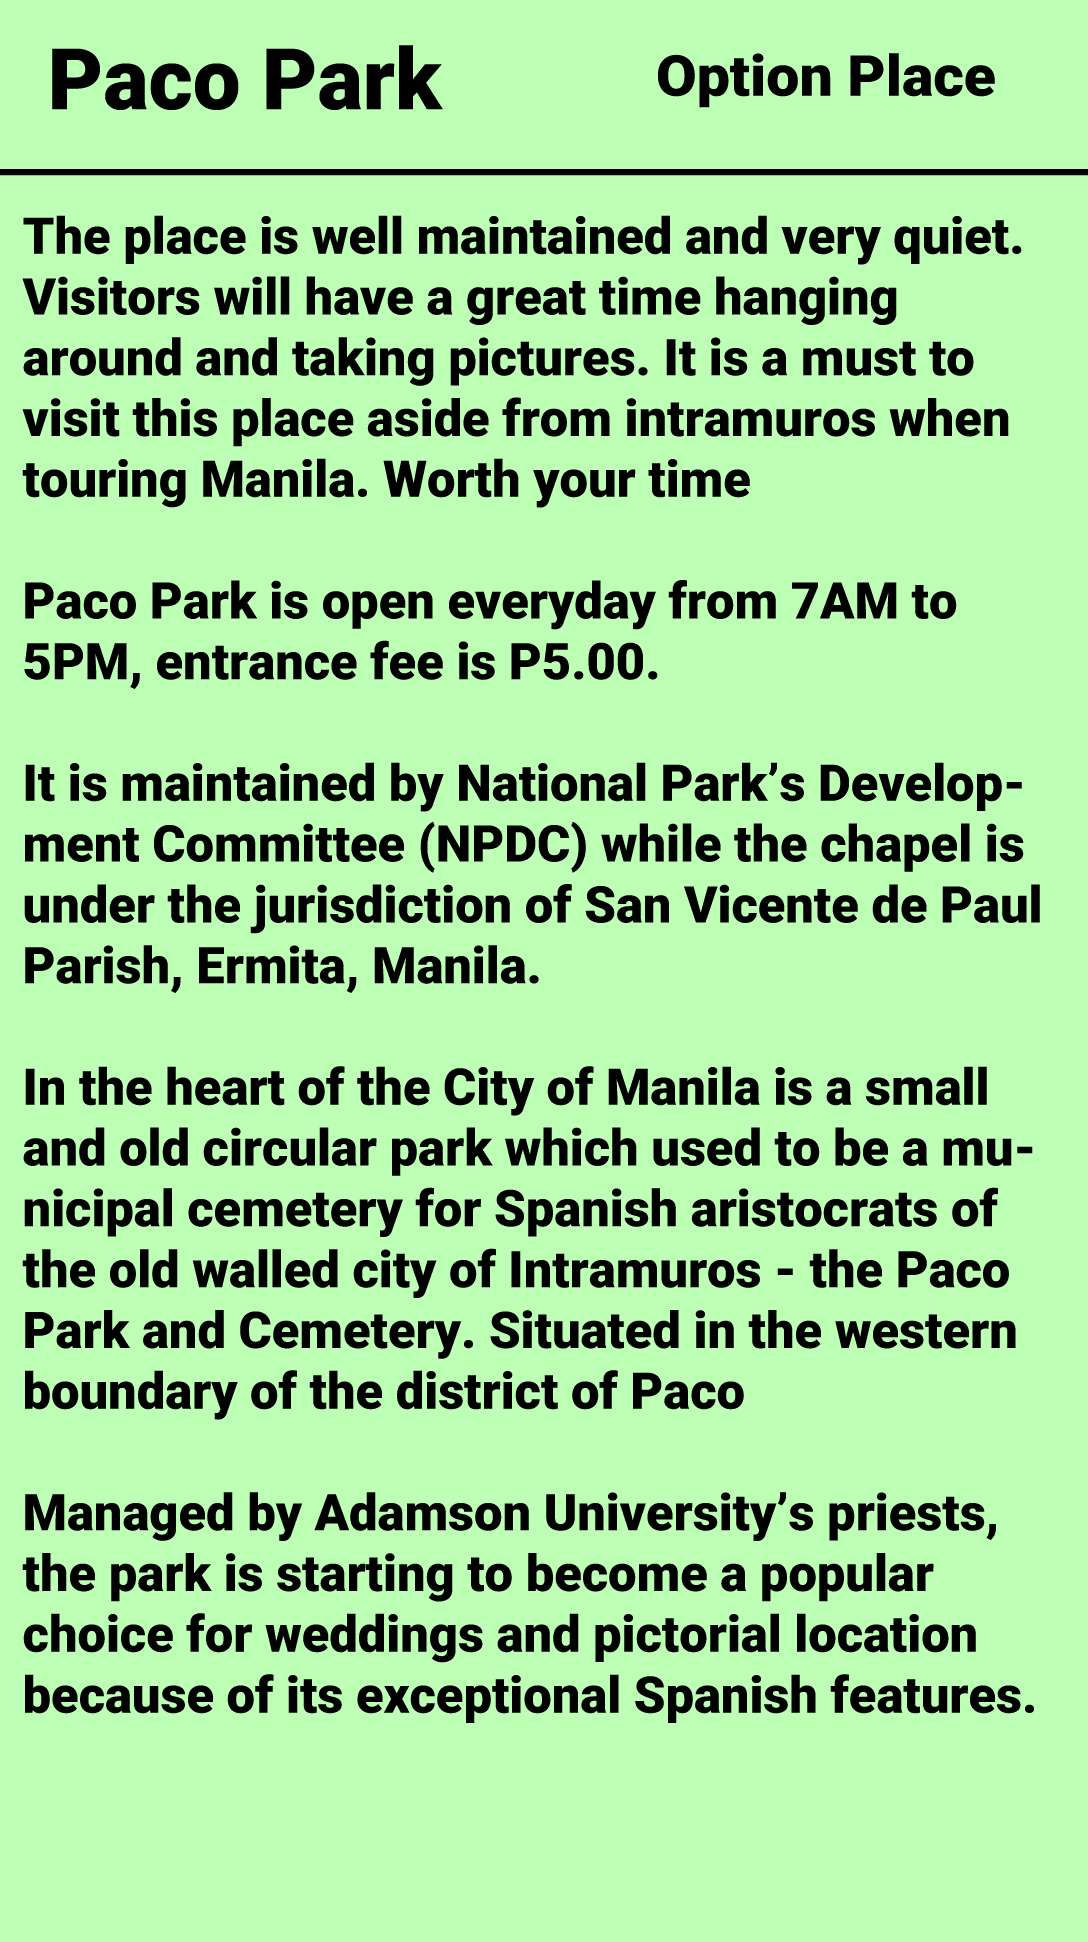 Paco Park
Option Place
The place is well maintained and very quiet.
Visitors will have a great time hanging
around and taking pictures. It is a must to
visit this place aside from intramuros when
touring Manila. Worth your time
Paco Park is open everyday from 7AM to
5PM, entrance fee is P5.00.
It is maintained by National Park’s Develop-
ment Committee (NPDC) while the chapel is
under the jurisdiction of San Vicente de Paul
Parish, Ermita, Manila.
In the heart of the City of Manila is a small
and old circular park which used to be a mu-
nicipal cemetery for Spanish aristocrats of
the old walled city of Intramuros - the Paco
Park and Cemetery. Situated in the western
boundary of the district of Paco
Managed by Adamson University’s priests,
the park is starting to become a popular
choice for weddings and pictorial location
because of its exceptional Spanish features.